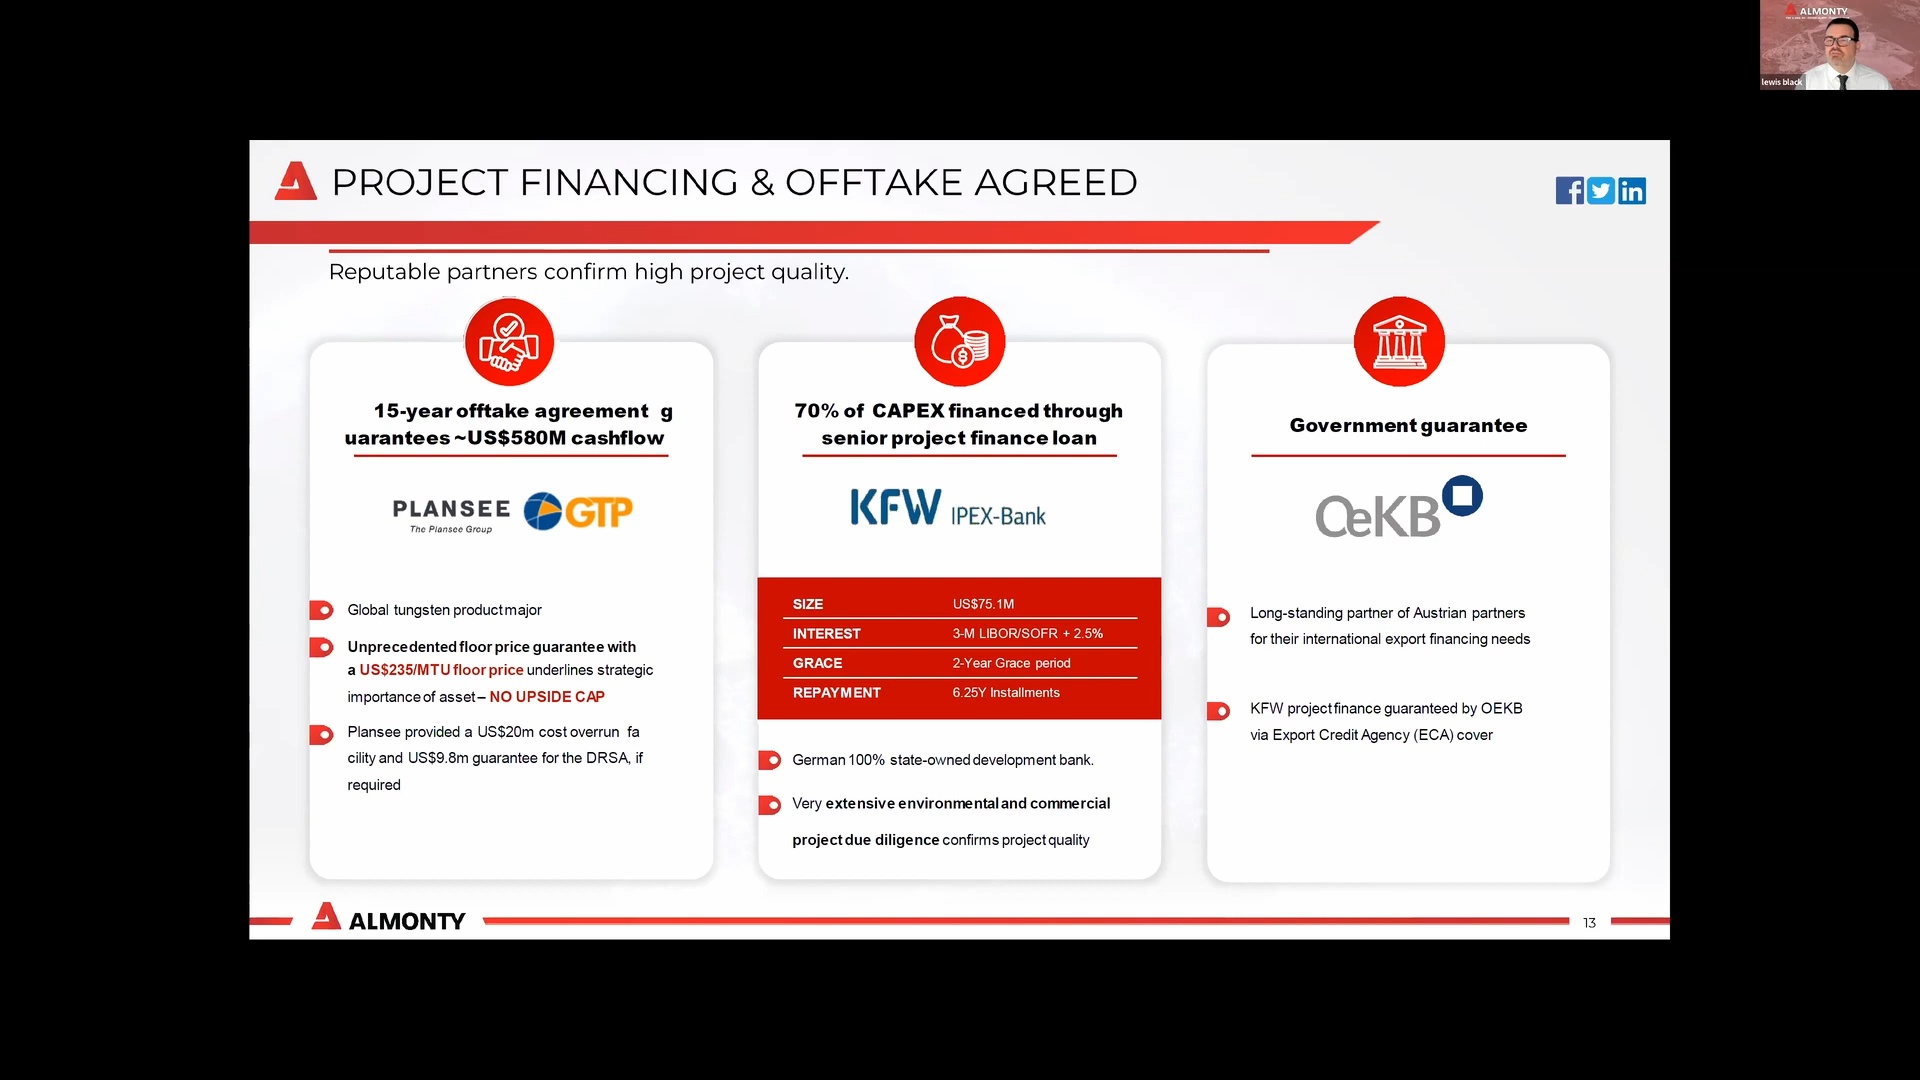 ALMONTY
lewis black
PROJECT FINANCING & OFFTAKE AGREED
Reputable partners confirm high project quality.
15-year offtake agreement g
uarantees ~US$580M cashflow
PLANSEE
The Plansee Group
GTP
Global tungsten product major
Unprecedented floor price guarantee with
a US$235/MTU floor price underlines strategic
importance of asset – NO UPSIDE CAP
Plansee provided a US$20m cost overrun fa
cility and US$9.8m guarantee for the DRSA, if
required
70% of CAPEX financed through
senior project finance loan
KFW IPEX-Bank
SIZE US$75.1M
INTEREST 3-M LIBOR/SOFR + 2.5%
GRACE 2-Year Grace period
REPAYMENT 6.25Y Installments
German 100% state-owned development bank.
Very extensive environmental and commercial
project due diligence confirms project quality
Government guarantee
OeKB
Long-standing partner of Austrian partners
for their international export financing needs
KFW project finance guaranteed by OEKB
via Export Credit Agency (ECA) cover
ALMONTY
13